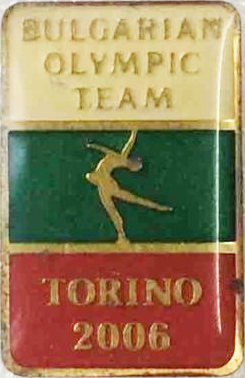 BULGARIAN
OLYMPIC
TEAM
TORINO
2006